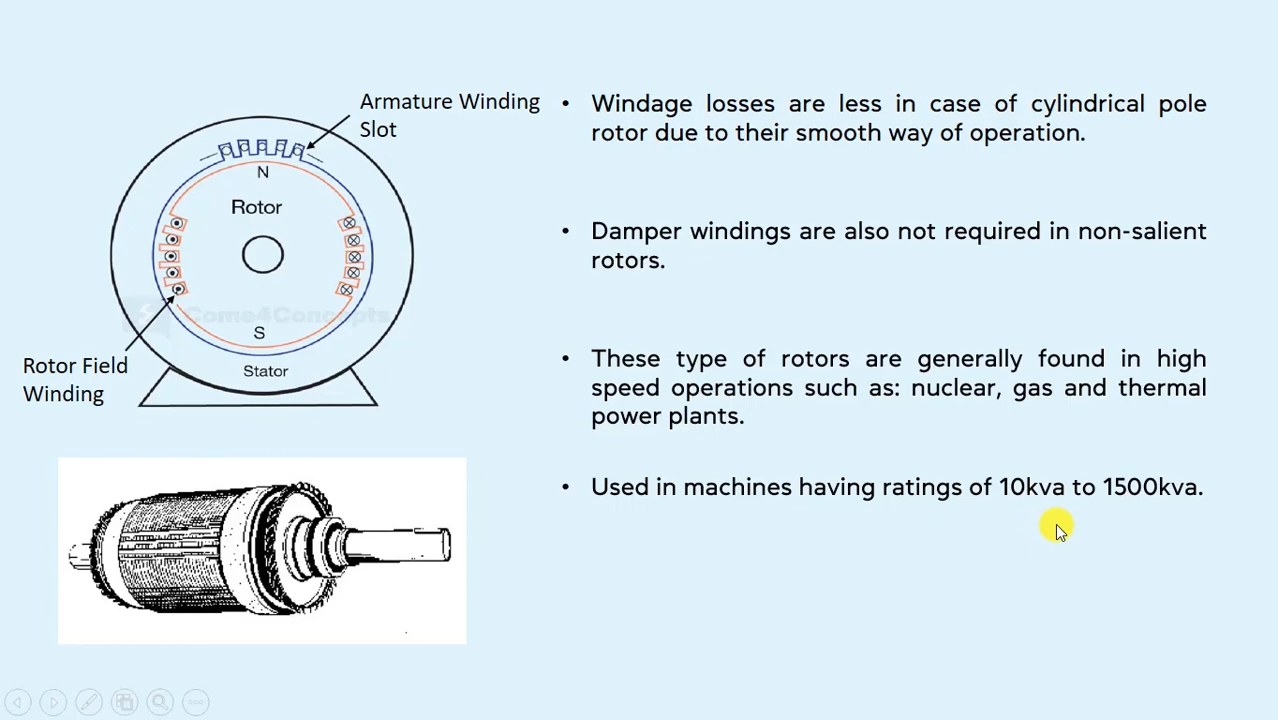 Armature Winding
Slot
N
Rotor
S
Stator
Come4Concepts
Rotor Field
Winding
• Windage losses are less in case of cylindrical pole
rotor due to their smooth way of operation.
• Damper windings are also not required in non-salient
rotors.
• These type of rotors are generally found in high
speed operations such as: nuclear, gas and thermal
power plants.
• Used in machines having ratings of 10kva to 1500kva.